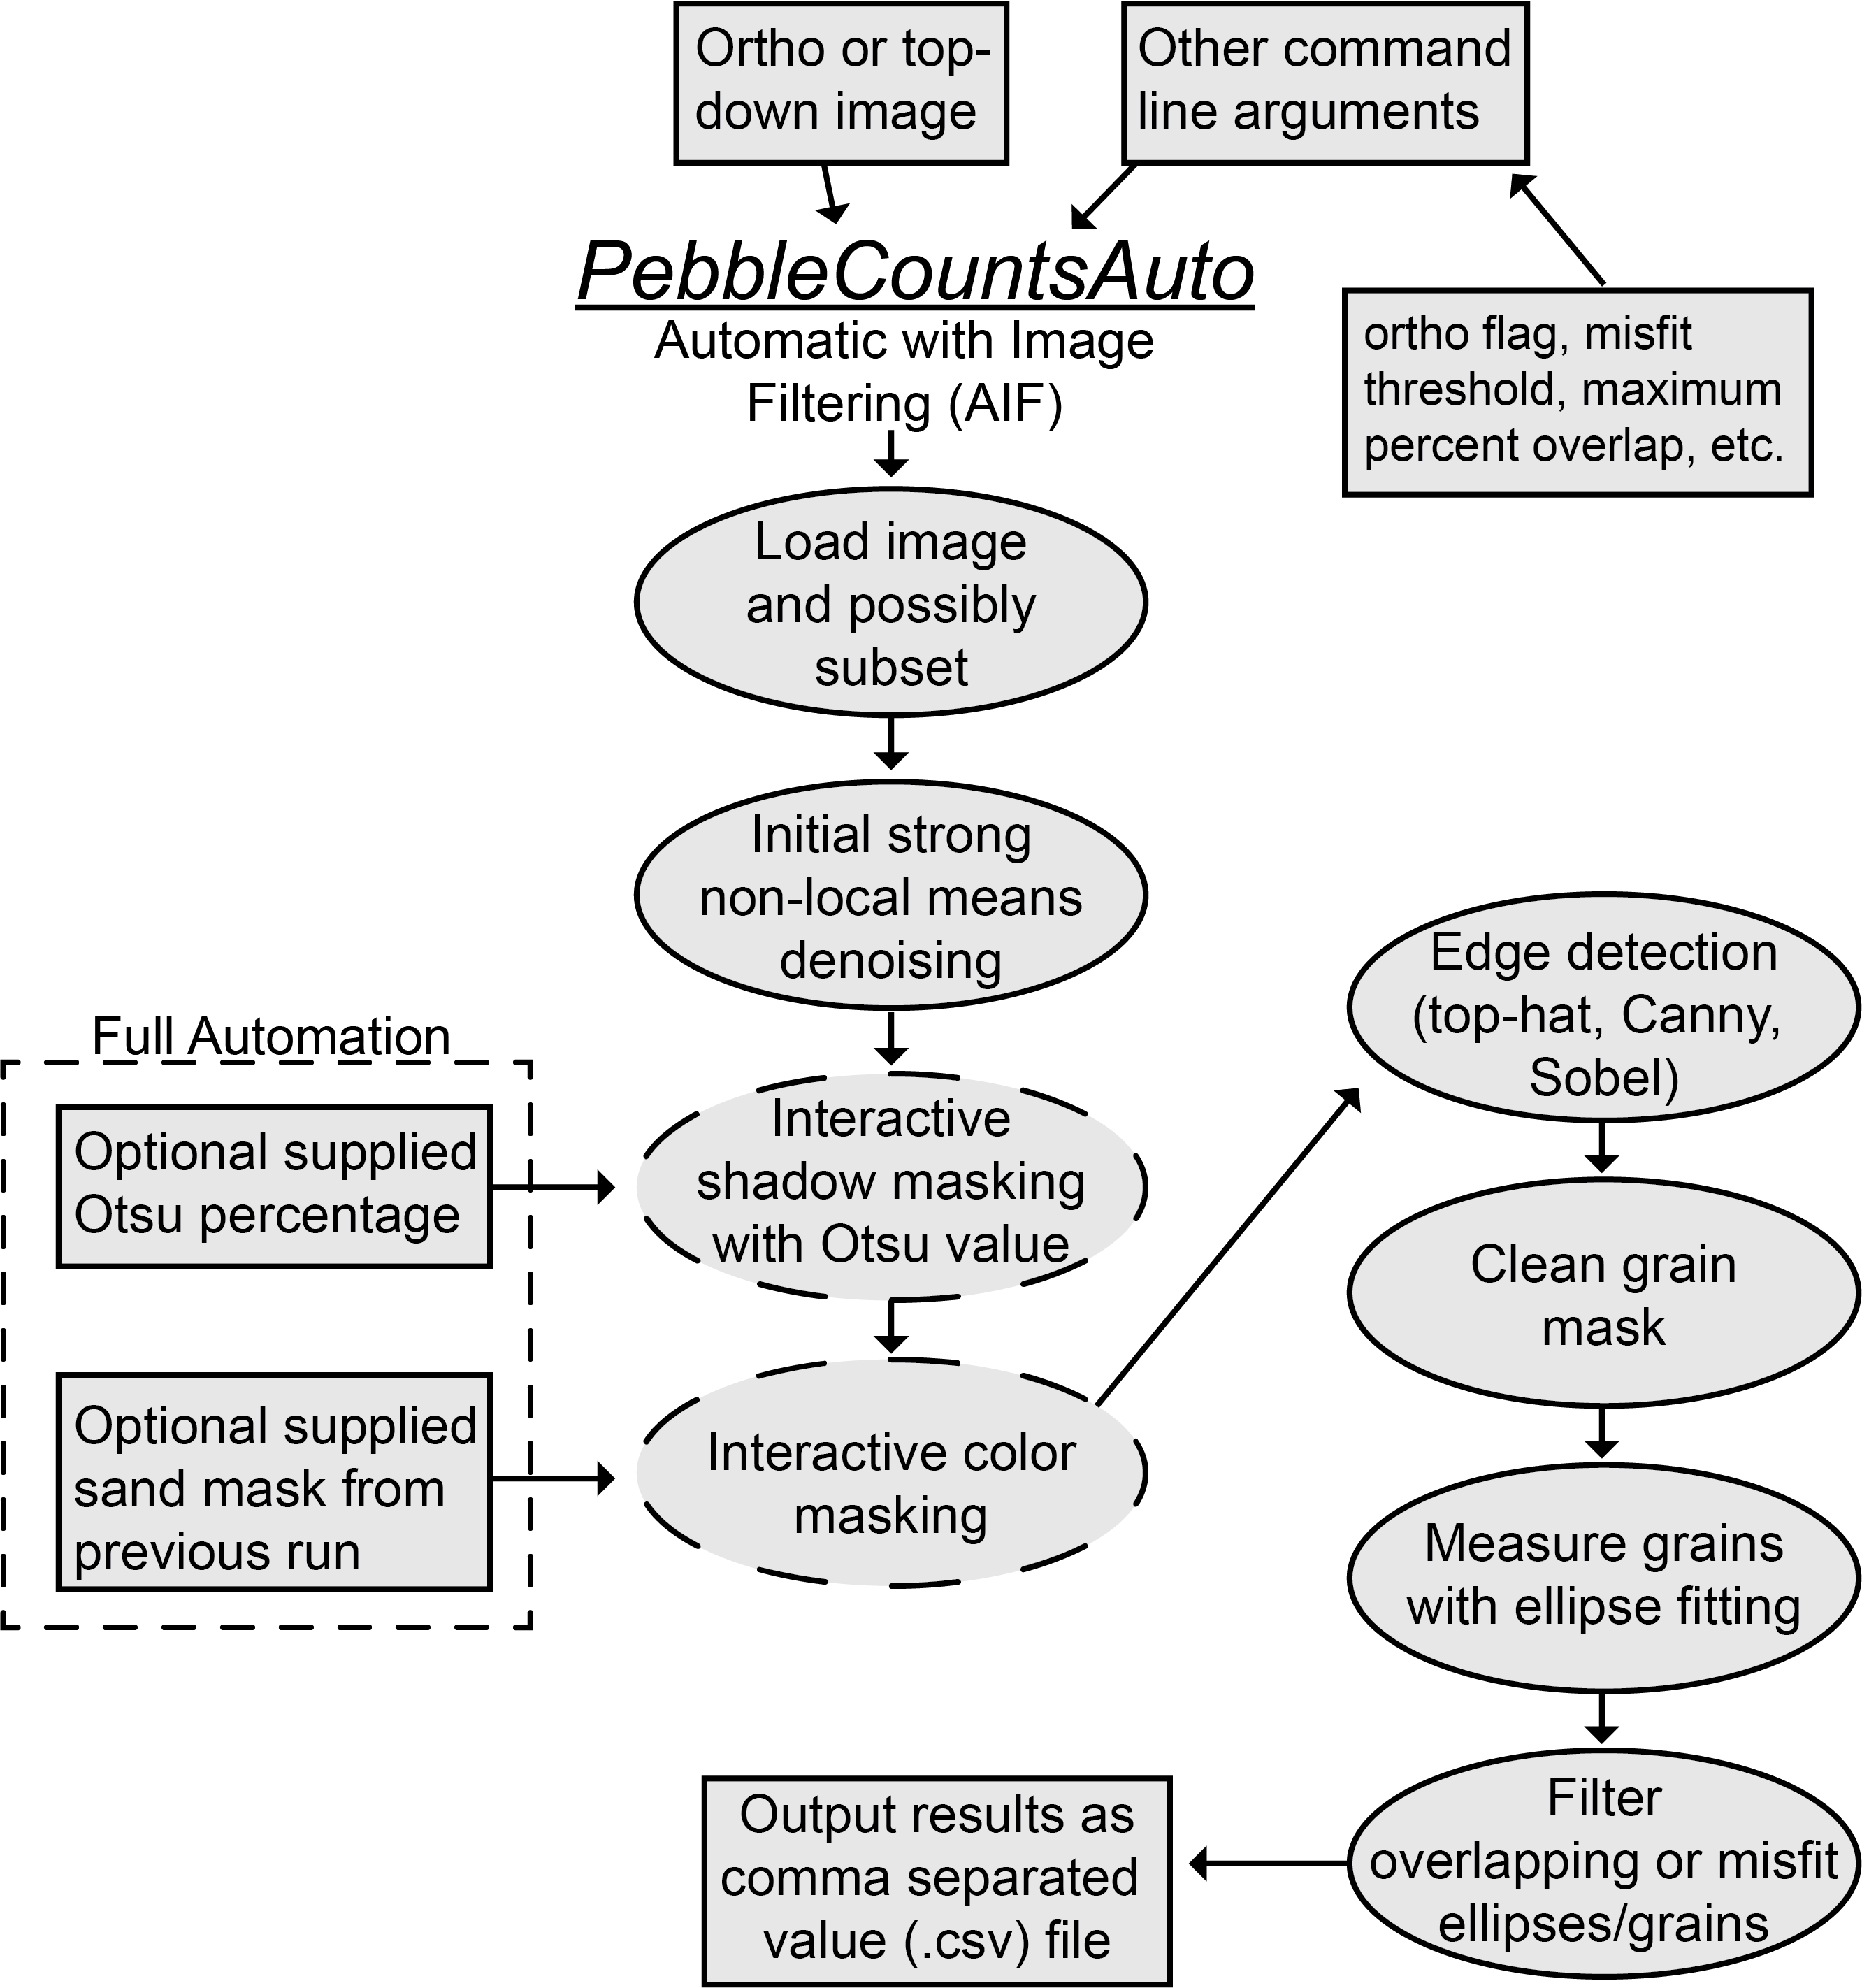 Ortho or top-
down image
Other command
line arguments
PebbleCountsAuto
Automatic with Image
Filtering (AIF)
ortho flag, misfit
threshold, maximum
percent overlap, etc.
Load image
and possibly
subset
Initial strong
non-local means
denoising
Full Automation
Optional supplied
Otsu percentage
Interactive
shadow masking
with Otsu value
Optional supplied
sand mask from
previous run
Interactive color
masking
Edge detection
(top-hat, Canny,
Sobel)
Clean grain
mask
Measure grains
with ellipse fitting
Filter
overlapping or misfit
ellipses/grains
Output results as
comma separated
value (.csv) file